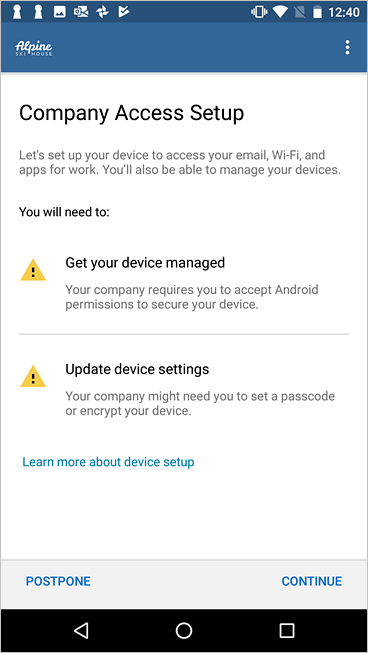 12:40
Alpine
SKI HOUSE
Company Access Setup
Let's set up your device to access your email, Wi-Fi, and
apps for work. You'll also be able to manage your devices.
You will need to:
Get your device managed
Your company requires you to accept Android
permissions to secure your device.
Update device settings
Your company might need you to set a passcode
or encrypt your device.
Learn more about device setup
POSTPONE
CONTINUE